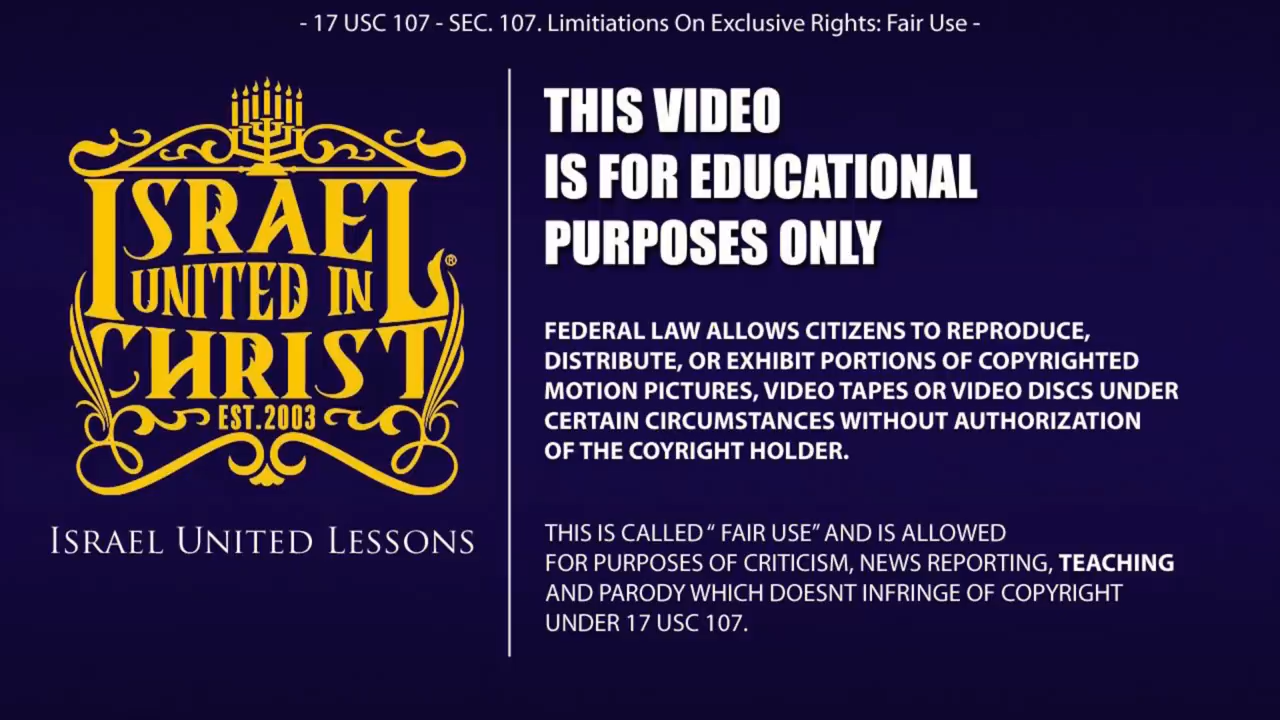 - 17 USC 107 - SEC. 107. Limitiations On Exclusive Rights: Fair Use -
ISRAEL
UNITED IN
CHRIST
®
EST.2003
ISRAEL UNITED LESSONS
THIS VIDEO
IS FOR EDUCATIONAL
PURPOSES ONLY
FEDERAL LAW ALLOWS CITIZENS TO REPRODUCE,
DISTRIBUTE, OR EXHIBIT PORTIONS OF COPYRIGHTED
MOTION PICTURES, VIDEO TAPES OR VIDEO DISCS UNDER
CERTAIN CIRCUMSTANCES WITHOUT AUTHORIZATION
OF THE COYRIGHT HOLDER.
THIS IS CALLED “ FAIR USE” AND IS ALLOWED
FOR PURPOSES OF CRITICISM, NEWS REPORTING, TEACHING
AND PARODY WHICH DOESNT INFRINGE OF COPYRIGHT
UNDER 17 USC 107.